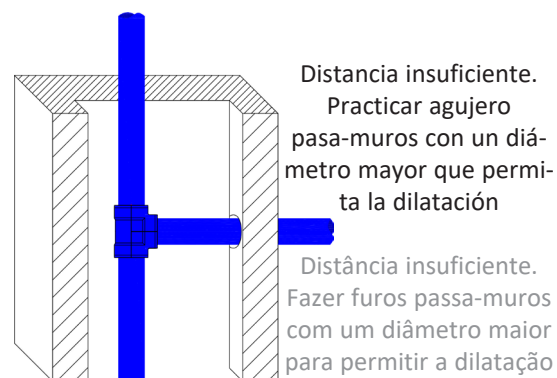 Distancia insuficiente.
Practicar agujero
pasa-muros con un diá-
metro mayor que permi-
ta la dilatación
Distância insuficiente.
Fazer furos passa-muros
com um diâmetro maior
para permitir a dilatação